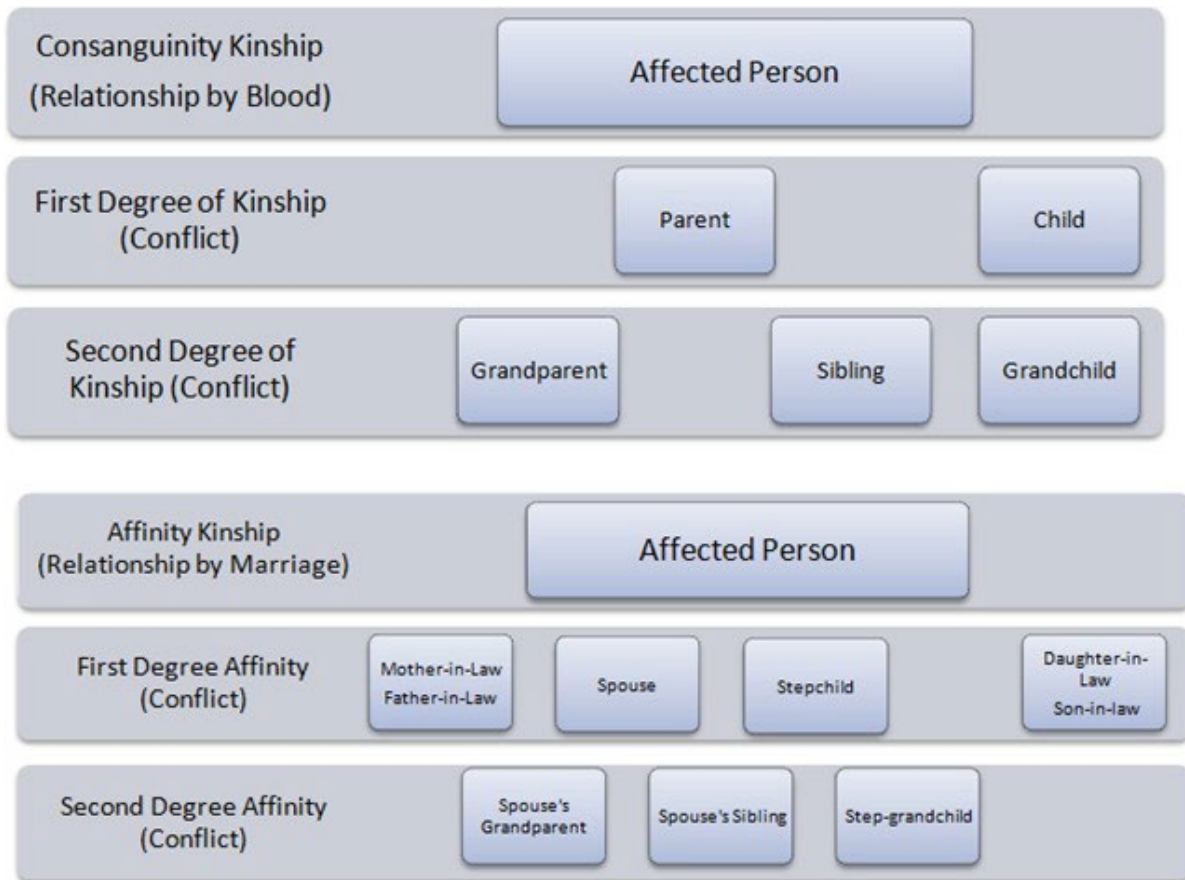 Consanguinity Kinship
(Relationship by Blood)
Affected Person
First Degree of Kinship
(Conflict)
Parent
Child
Second Degree of
Kinship (Conflict)
Grandparent
Sibling
Grandchild
Affinity Kinship
(Relationship by Marriage)
Affected Person
First Degree Affinity
(Conflict)
Mother-in-Law
Father-in-Law
Spouse
Stepchild
Daughter-in-
Law
Son-in-law
Second Degree Affinity
(Conflict)
Spouse's
Grandparent
Spouse's Sibling
Step-grandchild